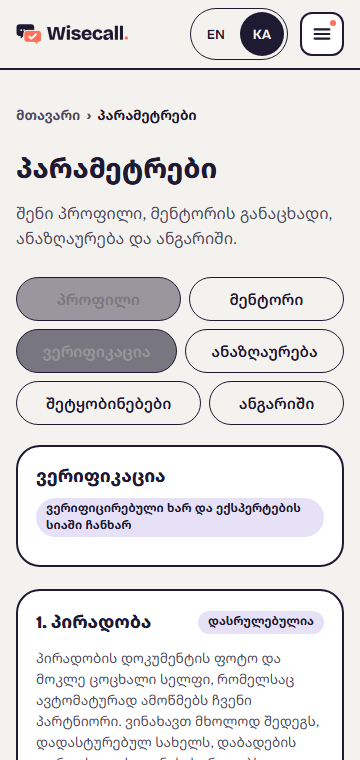 Wisecall.
EN
KA
მთავარი › პარამეტრები
პარამეტრები
შენი პროფილი, მენტორის განაცხადი,
ანაზღაურება და ანგარიში.
პროფილი
მენტორი
ვერიფიკაცია
ანაზღაურება
შეტყობინებები
ანგარიში
ვერიფიკაცია
ვერიფიცირებული ხარ და ექსპერტების
სიაში ჩანხარ
1. პირადობა
დასრულებულია
პირადობის დოკუმენტის ფოტო და
მოკლე ცოცხალი სელფი, რომელსაც
ავტომატურად ამოწმებს ჩვენი
პარტნიორი. ვინახავთ მხოლოდ შედეგს,
დადასტურებულ სახელს, დაბადების